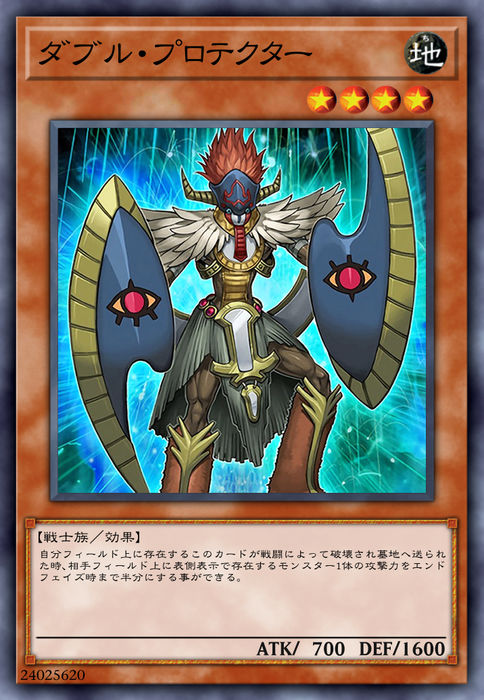 ダブル・プロテクター
ち
地
【戦士族／効果】
自分フィールド上に存在するこのカードが戦闘によって破壊され墓地へ送られ
た時、相手フィールド上に表側表示で存在するモンスター1体の攻撃力をエンド
フェイズ時まで半分にする事ができる。
ATK/ 700 DEF/1600
24025620